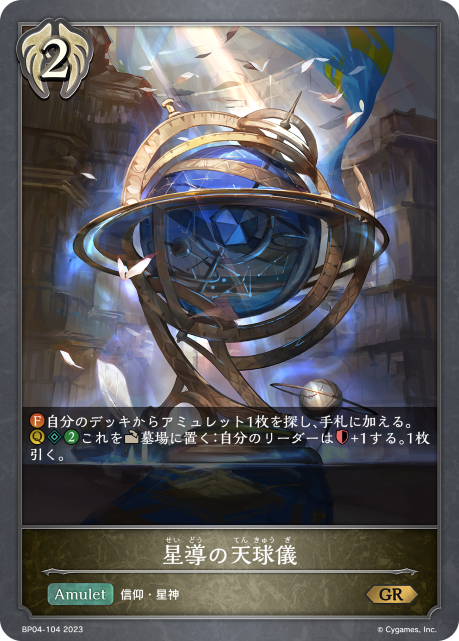 2
F 自分のデッキからアミュレット1枚を探し、手札に加える。
Q 2 これを墓場に置く:自分のリーダーは+1する。1枚
引く。
せいどう てんきゅうぎ
星導の天球儀
Amulet 信仰・星神 GR
BP04-104 2023 © Cygames, Inc.